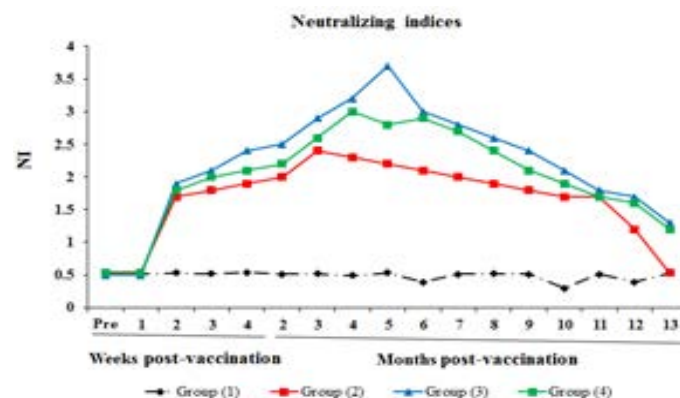 Neutralizing indices
4
3.5
3
2.5
2
1.5
1
0.5
0
NI
Pre 1 2 3 4 2 3 4 5 6 7 8 9 10 11 12 13
Weeks post-vaccination Months post-vaccination
Group (1) Group (2) Group (3) Group (4)